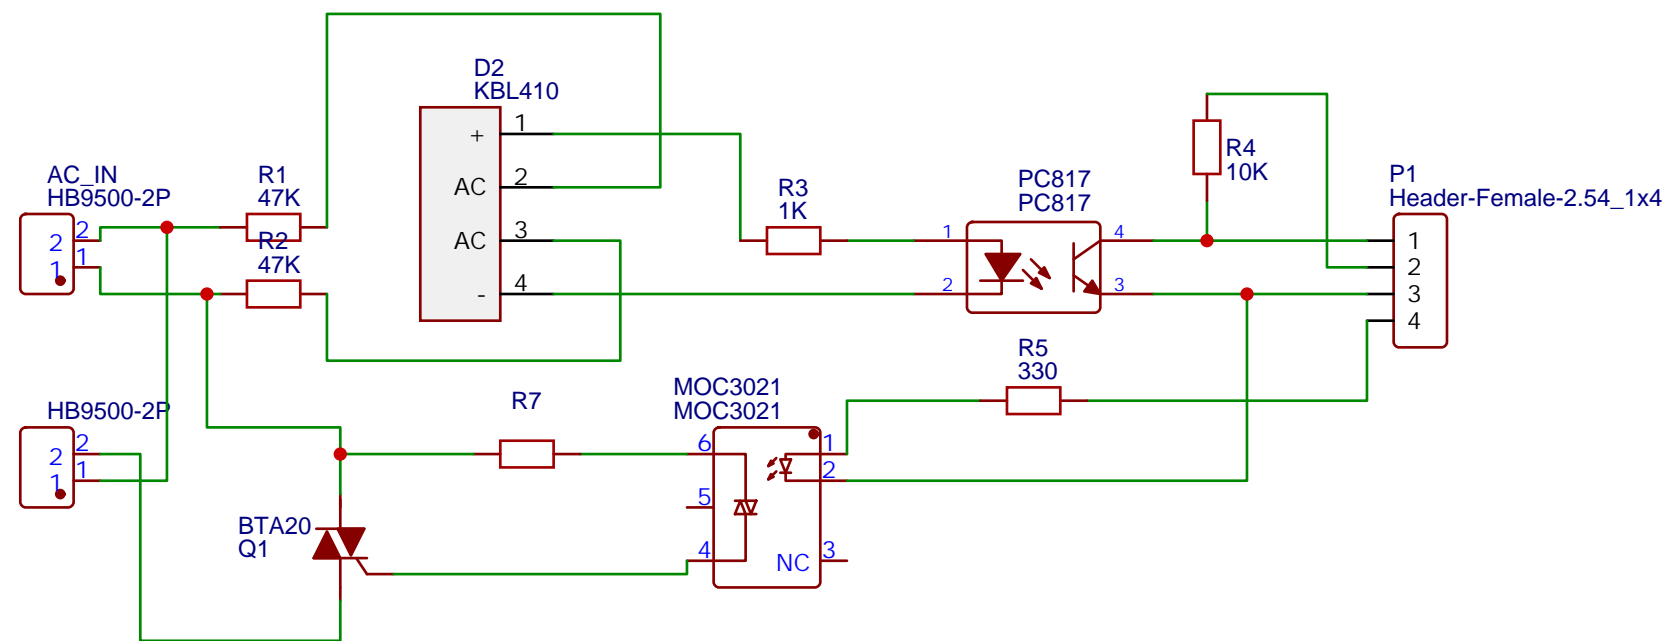 D2
KBL410
+
1
AC
2
AC
3
-
4
AC_IN
HB9500-2P
2
2
1
1
R1
47K
R2
47K
R3
1K
PC817
PC817
1
2
4
3
R4
10K
P1
Header-Female-2.54_1x4
1
2
3
4
R5
330
HB9500-2P
2
2
1
1
R7
MOC3021
MOC3021
6
5
4
1
2
NC
3
BTA20
Q1